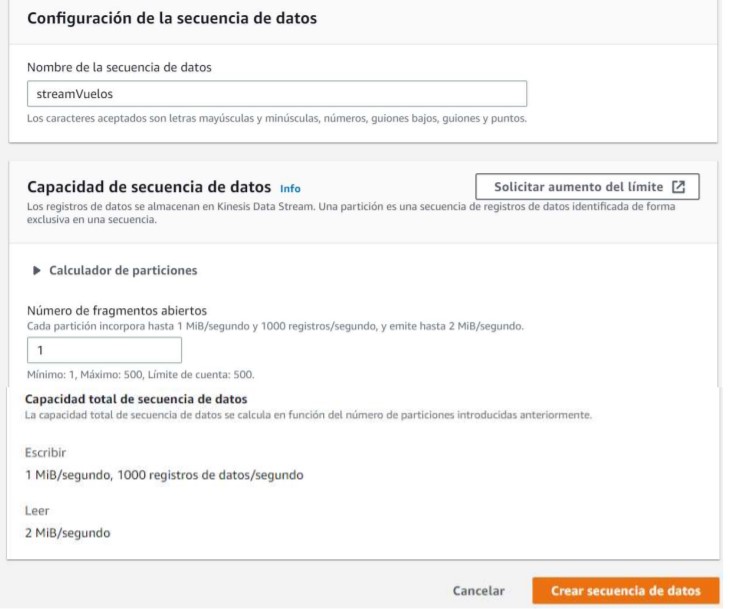 Configuración de la secuencia de datos
Nombre de la secuencia de datos
streamVuelos
Los caracteres aceptados son letras mayúsculas y minúsculas, números, guiones bajos, guiones y puntos.
Capacidad de secuencia de datos Info
Solicitar aumento del límite
Los registros de datos se almacenan en Kinesis Data Stream. Una partición es una secuencia de registros de datos identificada de forma
exclusiva en una secuencia.
Calculador de particiones
Número de fragmentos abiertos
Cada partición incorpora hasta 1 MiB/segundo y 1000 registros/segundo, y emite hasta 2 MiB/segundo.
1
Mínimo: 1, Máximo: 500, Límite de cuenta: 500.
Capacidad total de secuencia de datos
La capacidad total de secuencia de datos se calcula en función del número de particiones introducidas anteriormente.
Escribir
1 MiB/segundo, 1000 registros de datos/segundo
Leer
2 MiB/segundo
Cancelar
Crear secuencia de datos